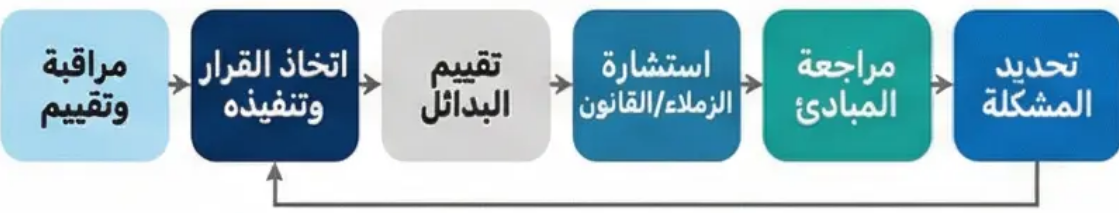 تحديد
المشكلة
مراجعة
المبادئ
استشارة
الزملاء/القانون
تقييم
البدائل
اتخاذ القرار
وتنفيذه
مراقبة
وتقييم